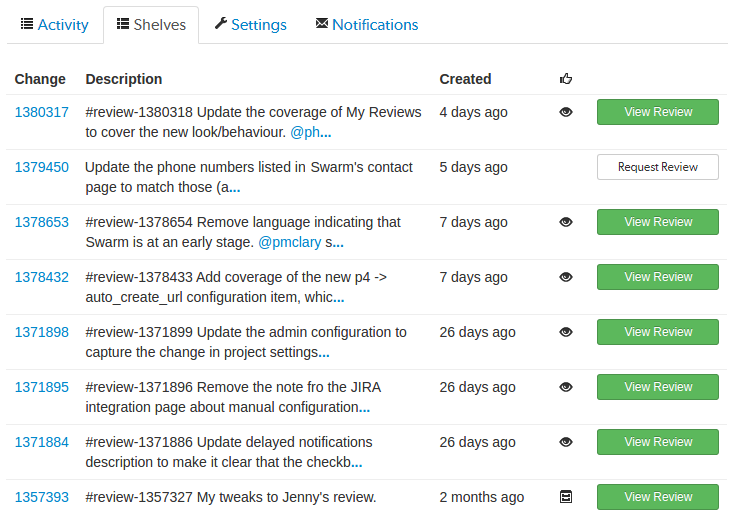 Activity Shelves Settings Notifications
Change Description Created
1380317 #review-1380318 Update the coverage of My Reviews 4 days ago View Review
to cover the new look/behaviour. @ph...
1379450 Update the phone numbers listed in Swarm's contact 5 days ago Request Review
page to match those (a...
1378653 #review-1378654 Remove language indicating that 7 days ago View Review
Swarm is at an early stage. @pmclary s...
1378432 #review-1378433 Add coverage of the new p4 -> 7 days ago View Review
auto_create_url configuration item, whic...
1371898 #review-1371899 Update the admin configuration to 26 days ago View Review
capture the change in project settings...
1371895 #review-1371896 Remove the note fro the JIRA 26 days ago View Review
integration page about manual configuration...
1371884 #review-1371886 Update delayed notifications 26 days ago View Review
description to make it clear that the checkb...
1357393 #review-1357327 My tweaks to Jenny's review. 2 months ago View Review